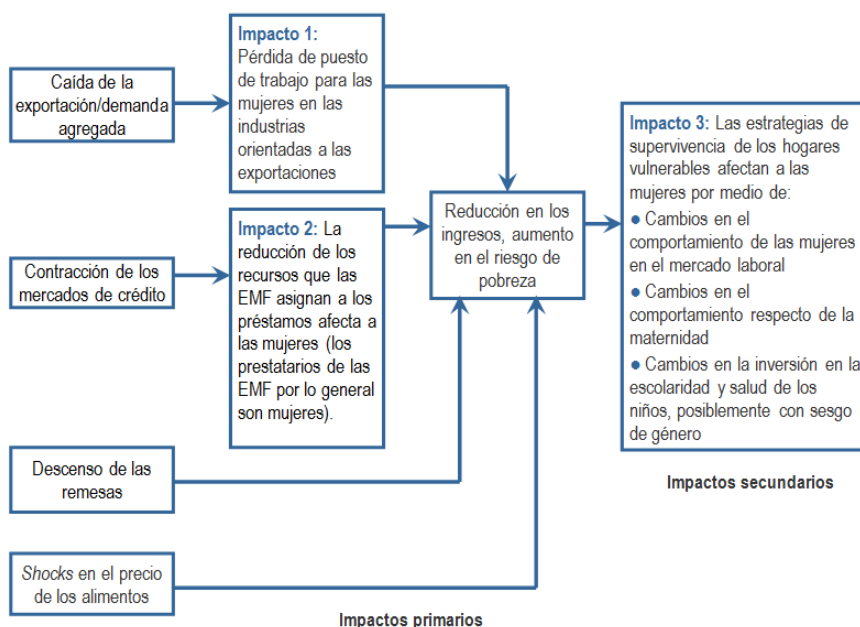 Caída de la
exportación/demanda
agregada
Impacto 1:
Pérdida de puesto
de trabajo para las
mujeres en las
industrias
orientadas a las
exportaciones
Contracción de los
mercados de crédito
Impacto 2: La
reducción de los
recursos que las
EMF asignan a los
préstamos afecta a
las mujeres (los
prestatarios de las
EMF por lo general
son mujeres).
Descenso de las
remesas
Shocks en el precio
de los alimentos
Reducción en los
ingresos, aumento
en el riesgo de
pobreza
Impactos primarios
Impacto 3: Las estrategias de
supervivencia de los hogares
vulnerables afectan a las
mujeres por medio de:
● Cambios en el
comportamiento de las mujeres
en el mercado laboral
● Cambios en el
comportamiento respecto de la
maternidad
● Cambios en la inversión en la
escolaridad y salud de los
niños, posiblemente con sesgo
de género
Impactos secundarios